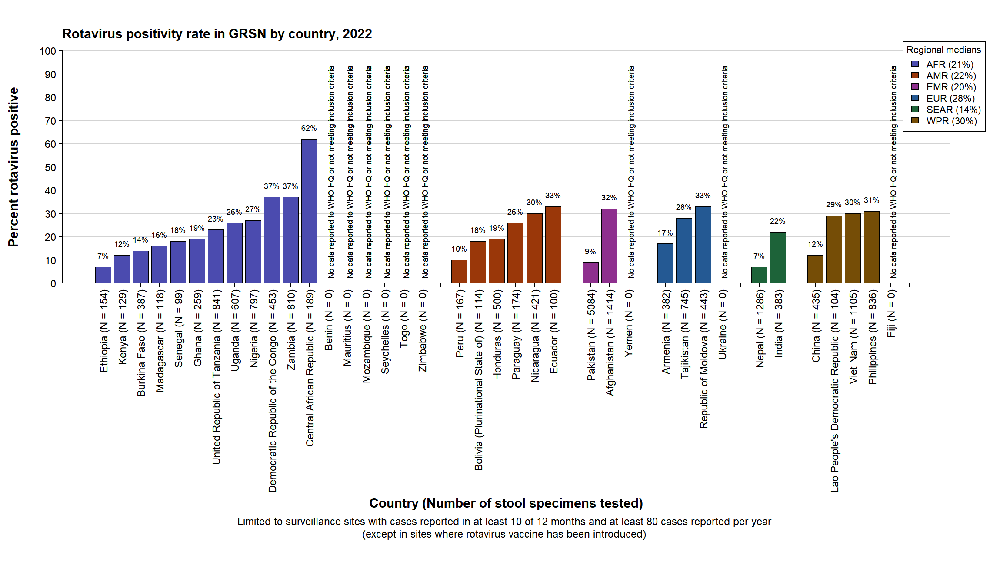 Rotavirus positivity rate in GRSN by country, 2022
Regional medians
AFR (21%)
AMR (22%)
EMR (20%)
EUR (28%)
SEAR (14%)
WPR (30%)
Percent rotavirus positive
100
90
80
70
60
50
40
30
20
10
0
7%
12%
14%
16%
18%
19%
23%
26%
27%
37%
37%
62%
No data reported to WHO HQ or not meeting inclusion criteria
No data reported to WHO HQ or not meeting inclusion criteria
No data reported to WHO HQ or not meeting inclusion criteria
No data reported to WHO HQ or not meeting inclusion criteria
No data reported to WHO HQ or not meeting inclusion criteria
No data reported to WHO HQ or not meeting inclusion criteria
10%
18%
19%
26%
30%
33%
9%
32%
No data reported to WHO HQ or not meeting inclusion criteria
17%
28%
33%
No data reported to WHO HQ or not meeting inclusion criteria
7%
22%
12%
29%
30%
31%
No data reported to WHO HQ or not meeting inclusion criteria
Ethiopia (N = 154)
Kenya (N = 129)
Burkina Faso (N = 387)
Madagascar (N = 118)
Senegal (N = 99)
Ghana (N = 259)
United Republic of Tanzania (N = 841)
Uganda (N = 607)
Nigeria (N = 797)
Democratic Republic of the Congo (N = 453)
Zambia (N = 810)
Central African Republic (N = 189)
Benin (N = 0)
Mauritius (N = 0)
Mozambique (N = 0)
Seychelles (N = 0)
Togo (N = 0)
Zimbabwe (N = 0)
Peru (N = 167)
Bolivia (Plurinational State of) (N = 114)
Honduras (N = 500)
Paraguay (N = 174)
Nicaragua (N = 421)
Ecuador (N = 100)
Pakistan (N = 5084)
Afghanistan (N = 1414)
Yemen (N = 0)
Armenia (N = 382)
Tajikistan (N = 745)
Republic of Moldova (N = 443)
Ukraine (N = 0)
Nepal (N = 1286)
India (N = 383)
China (N = 435)
Lao People's Democratic Republic (N = 104)
Viet Nam (N = 1105)
Philippines (N = 836)
Fiji (N = 0)
Country (Number of stool specimens tested)
Limited to surveillance sites with cases reported in at least 10 of 12 months and at least 80 cases reported per year
(except in sites where rotavirus vaccine has been introduced)